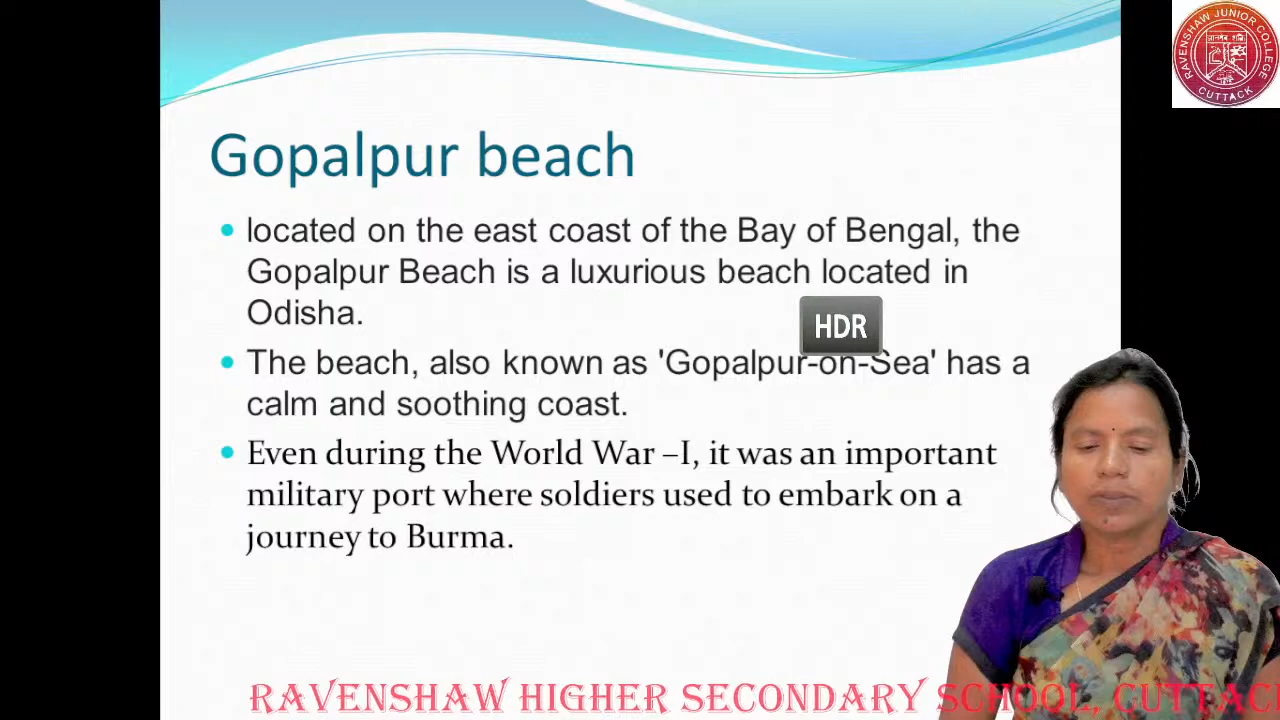 RAVENSHAW JUNIOR COLLEGE
CUTTACK
Gopalpur beach
located on the east coast of the Bay of Bengal, the
Gopalpur Beach is a luxurious beach located in
Odisha.
HDR
The beach, also known as 'Gopalpur-on-Sea' has a
calm and soothing coast.
Even during the World War –I, it was an important
military port where soldiers used to embark on a
journey to Burma.
RAVENSHAW HIGHER SECONDARY SCHOOL, CUTTACK